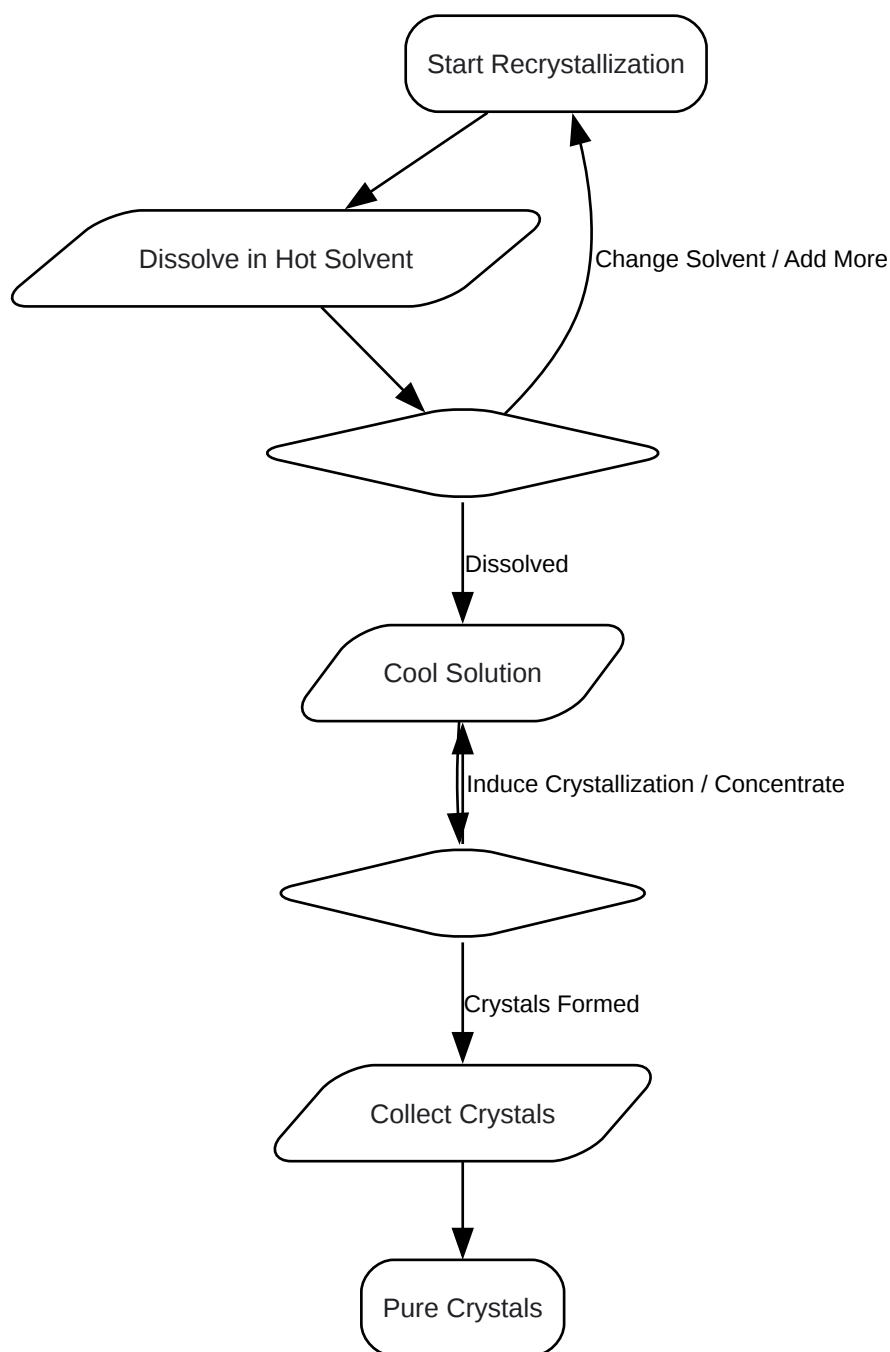 Start Recrystallization
Dissolve in Hot Solvent
Change Solvent / Add More
Dissolved
Cool Solution
Induce Crystallization / Concentrate
Crystals Formed
Collect Crystals
Pure Crystals